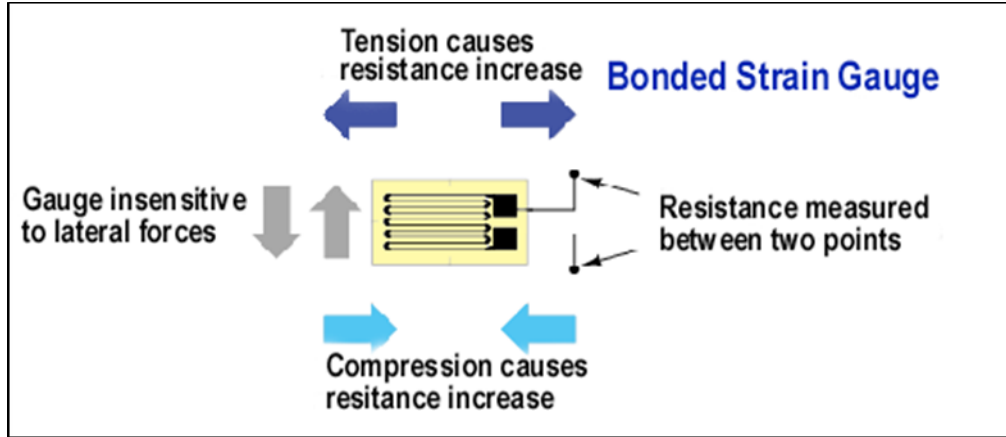 Tension causes
resistance increase
Bonded Strain Gauge
Gauge insensitive
to lateral forces
Resistance measured
between two points
Compression causes
resitance increase